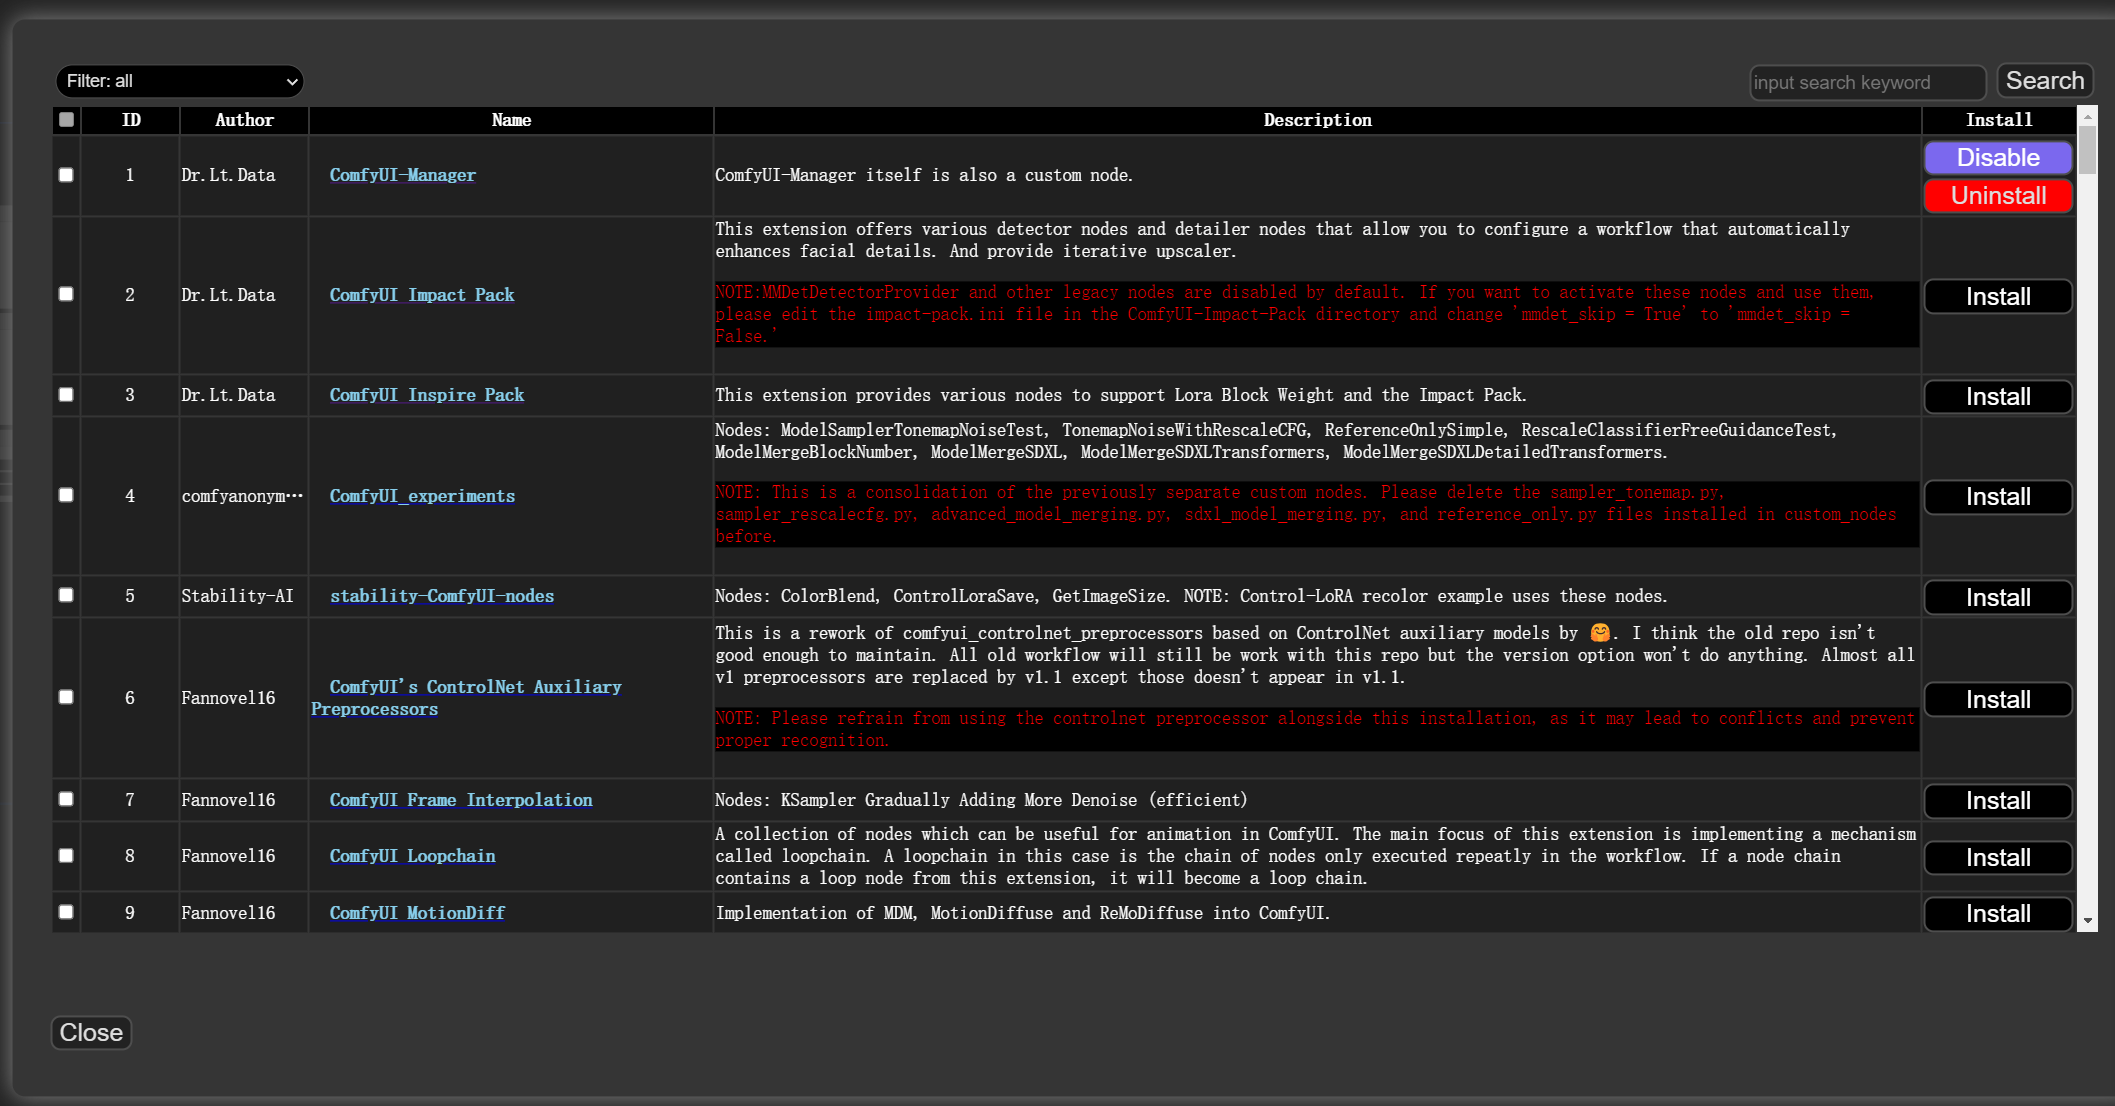 Filter: all
input search keyword
Search
ID Author Name Description Install
1 Dr.Lt.Data ComfyUI-Manager ComfyUI-Manager itself is also a custom node. Disable
Uninstall
This extension offers various detector nodes and detailer nodes that allow you to configure a workflow that automatically
enhances facial details. And provide iterative upscaler.
2 Dr.Lt.Data ComfyUI Impact Pack NOTE:MMDetDetectorProvider and other legacy nodes are disabled by default. If you want to activate these nodes and use them, Install
please edit the impact-pack.ini file in the ComfyUI-Impact-Pack directory and change 'mmdet_skip = True' to 'mmdet_skip =
False.'
3 Dr.Lt.Data ComfyUI Inspire Pack This extension provides various nodes to support Lora Block Weight and the Impact Pack. Install
Nodes: ModelSamplerTonemapNoiseTest, TonemapNoiseWithRescaleCFG, ReferenceOnlySimple, RescaleClassifierFreeGuidanceTest,
ModelMergeBlockNumber, ModelMergeSDXL, ModelMergeSDXLTransformers, ModelMergeSDXLDetailedTransformers.
4 comfyanonym… ComfyUI_experiments NOTE: This is a consolidation of the previously separate custom nodes. Please delete the sampler_tonemap.py, Install
sampler_rescalecfg.py, advanced_model_merging.py, sdxl_model_merging.py, and reference_only.py files installed in custom_nodes
before.
5 Stability-AI stability-ComfyUI-nodes Nodes: ColorBlend, ControlLoraSave, GetImageSize. NOTE: Control-LoRA recolor example uses these nodes. Install
This is a rework of comfyui_controlnet_preprocessors based on ControlNet auxiliary models by 🤗. I think the old repo isn't
good enough to maintain. All old workflow will still be work with this repo but the version option won't do anything. Almost all
v1 preprocessors are replaced by v1.1 except those doesn't appear in v1.1.
6 Fannovel16 ComfyUI's ControlNet Auxiliary
Preprocessors
Install
NOTE: Please refrain from using the controlnet preprocessor alongside this installation, as it may lead to conflicts and prevent
proper recognition.
7 Fannovel16 ComfyUI Frame Interpolation Nodes: KSampler Gradually Adding More Denoise (efficient) Install
A collection of nodes which can be useful for animation in ComfyUI. The main focus of this extension is implementing a mechanism
8 Fannovel16 ComfyUI Loopchain called loopchain. A loopchain in this case is the chain of nodes only executed repeatly in the workflow. If a node chain Install
contains a loop node from this extension, it will become a loop chain.
9 Fannovel16 ComfyUI MotionDiff Implementation of MDM, MotionDiffuse and ReMoDiffuse into ComfyUI. Install
Close